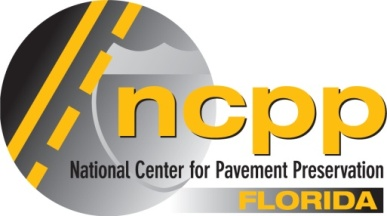 ncpp
National Center for Pavement Preservation
FLORIDA